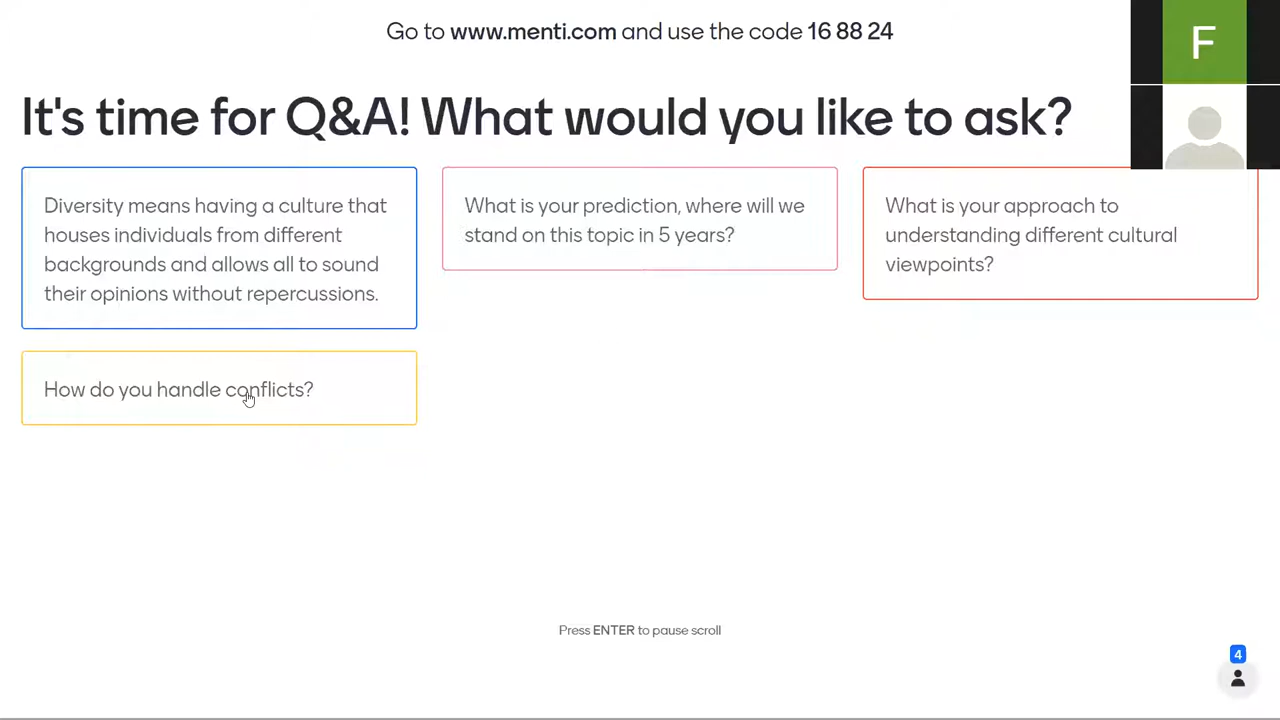 Go to www.menti.com and use the code 16 88 24
F
It's time for Q&A! What would you like to ask?
Diversity means having a culture that
houses individuals from different
backgrounds and allows all to sound
their opinions without repercussions.
What is your prediction, where will we
stand on this topic in 5 years?
What is your approach to
understanding different cultural
viewpoints?
How do you handle conflicts?
Press ENTER to pause scroll
4